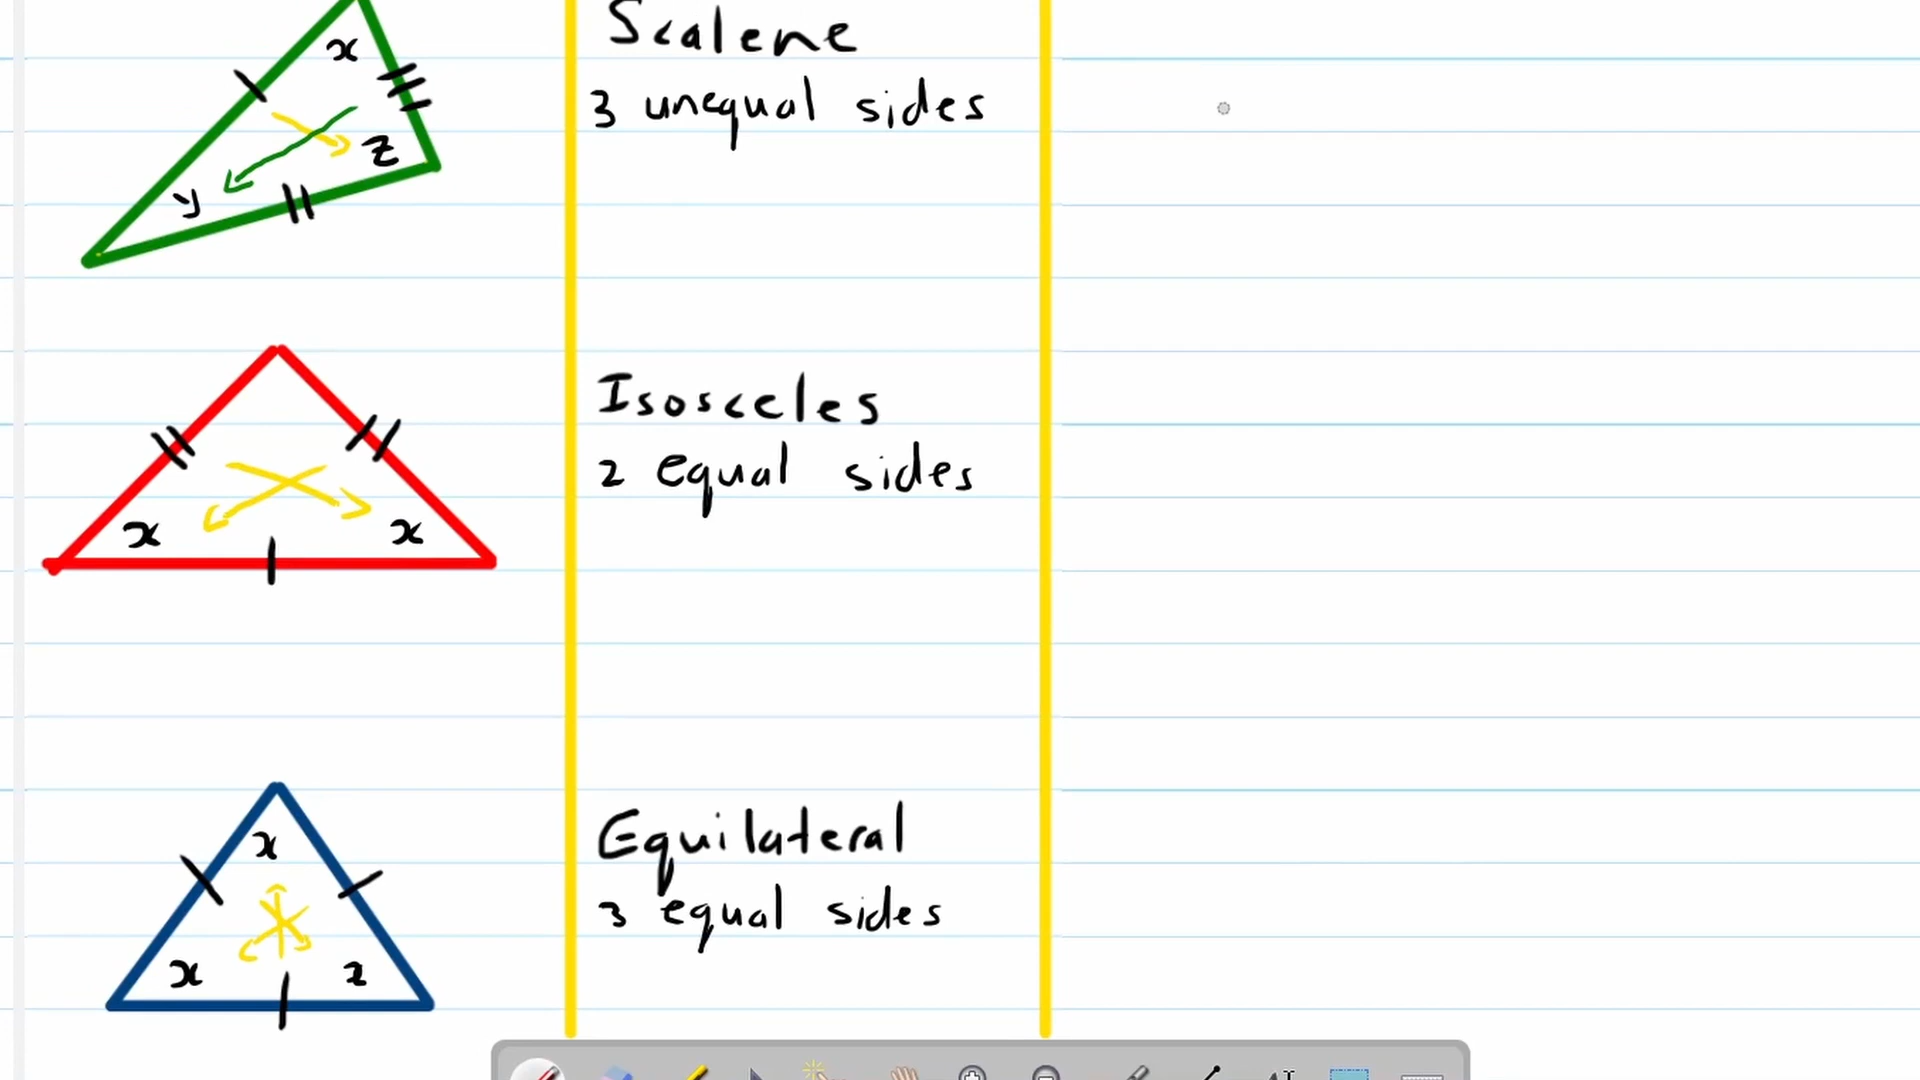 x
Scalene
3 unequal sides
z
y
Isosceles
2 equal sides
x x
Equilateral
x
3 equal sides
x x